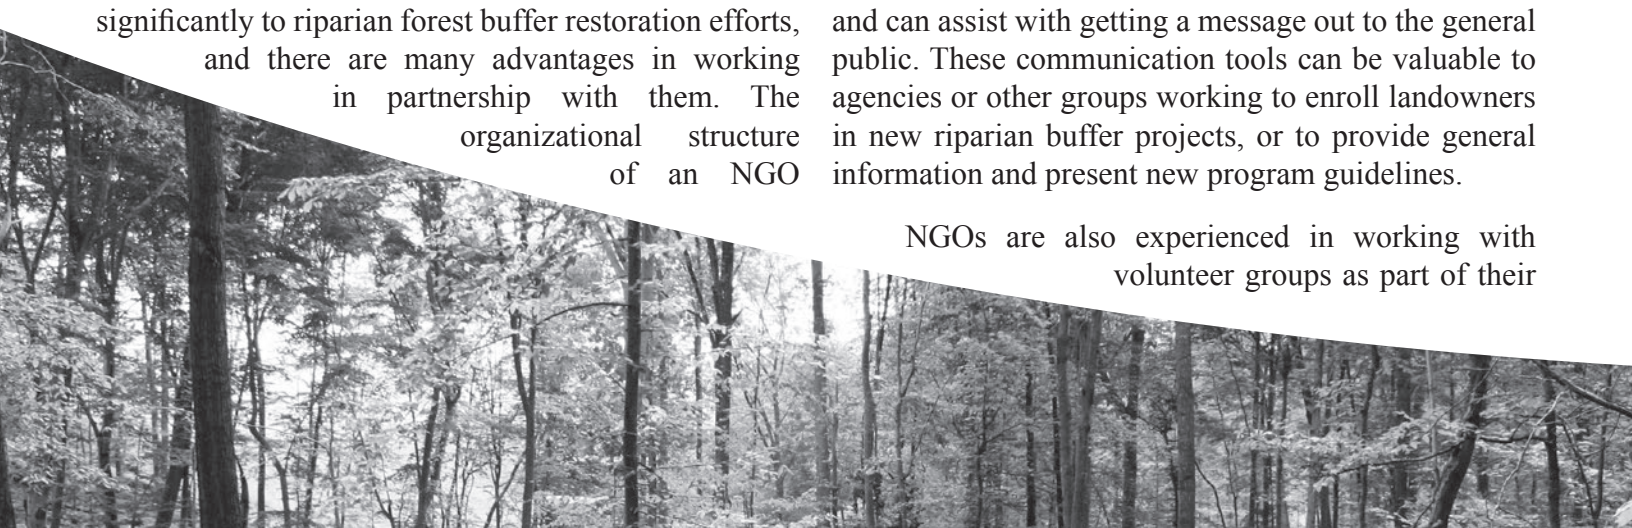 significantly to riparian forest buffer restoration efforts,
and there are many advantages in working
in partnership with them. The
organizational structure
of an NGO
and can assist with getting a message out to the general
public. These communication tools can be valuable to
agencies or other groups working to enroll landowners
in new riparian buffer projects, or to provide general
information and present new program guidelines.
NGOs are also experienced in working with
volunteer groups as part of their